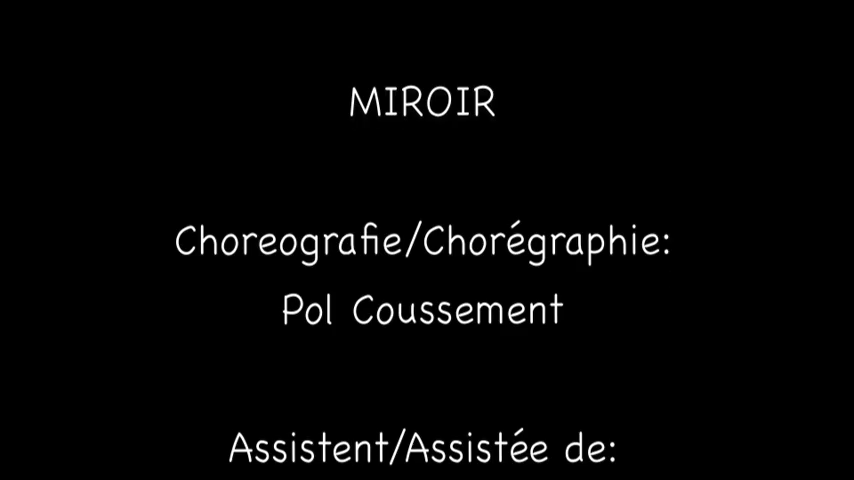 MIROIR
Choreografie/Chorégraphie:
Pol Coussement
Assistent/Assistée de: